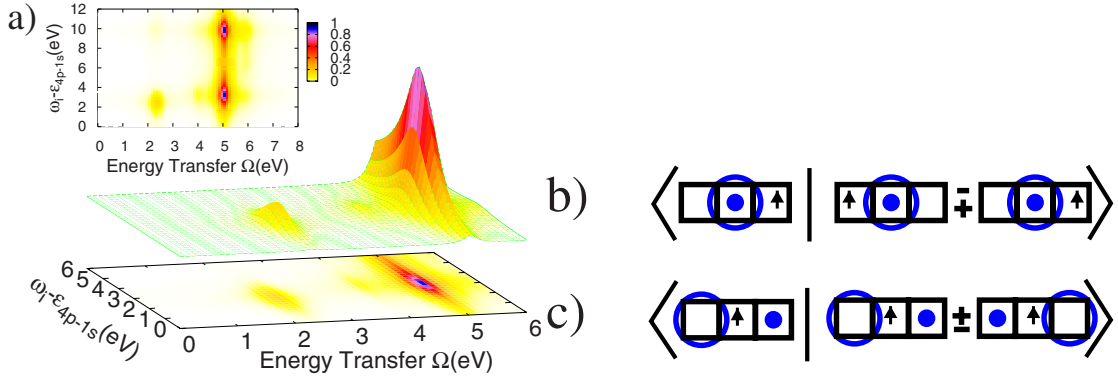 a)
12
10
8
6
4
2
0
ωi-ε4p-1s(eV)
0 1 2 3 4 5 6 7 8
Energy Transfer Ω(eV)
1
0.8
0.6
0.4
0.2
0
6
5
4
3
2
1
0
ωi-ε4p-1s(eV)
0 1 2 3 4 5 6
Energy Transfer Ω(eV)
b)
c)